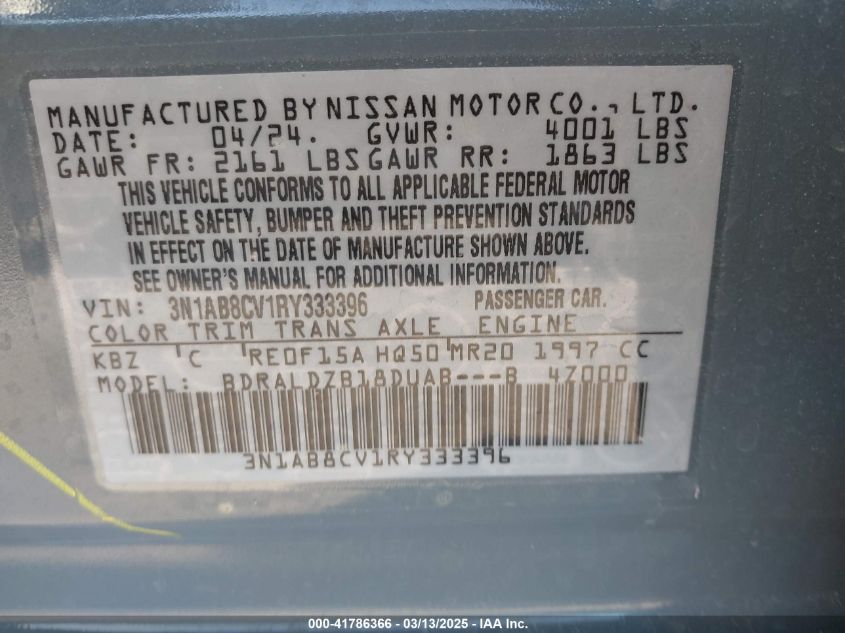 MANUFACTURED BY NISSAN MOTOR CO., LTD.
DATE: 04/24. GVWR: 4001 LBS
GAWR FR: 2161 LBS GAWR RR: 1863 LBS
THIS VEHICLE CONFORMS TO ALL APPLICABLE FEDERAL MOTOR
VEHICLE SAFETY, BUMPER AND THEFT PREVENTION STANDARDS
IN EFFECT ON THE DATE OF MANUFACTURE SHOWN ABOVE.
SEE OWNER'S MANUAL FOR ADDITIONAL INFORMATION.
VIN: 3N1AB8CV1RY333396 PASSENGER CAR.
COLOR TRIM TRANS AXLE ENGINE
KBZ C RE0F15A HQ50 MR20 1997 CC
MODEL: BDRALDZB18DUAB---B 4Z000
3N1AB8CV1RY333396
000-41786366 - 03/13/2025 - IAA Inc.